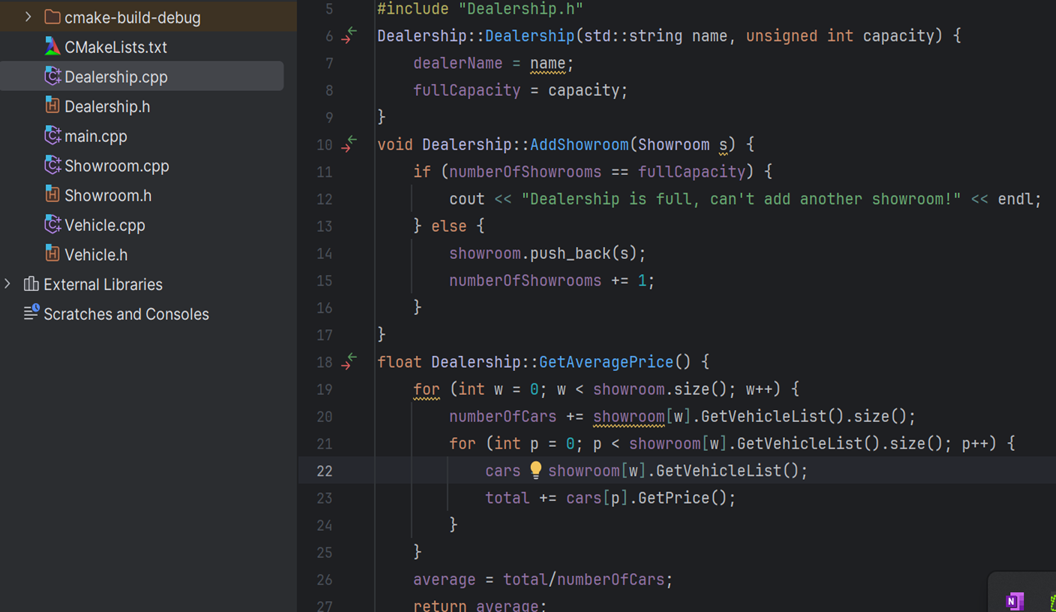 cmake-build-debug
CMakeLists.txt
Dealership.cpp
Dealership.h
main.cpp
Showroom.cpp
Showroom.h
Vehicle.cpp
Vehicle.h
External Libraries
Scratches and Consoles
5 #include "Dealership.h"
6 Dealership::Dealership(std::string name, unsigned int capacity) {
7 dealerName = name;
8 fullCapacity = capacity;
9 }
10 void Dealership::AddShowroom(Showroom s) {
11 if (numberOfShowrooms == fullCapacity) {
12 cout << "Dealership is full, can't add another showroom!" << endl;
13 } else {
14 showroom.push_back(s);
15 numberOfShowrooms += 1;
16 }
17 }
18 float Dealership::GetAveragePrice() {
19 for (int w = 0; w < showroom.size(); w++) {
20 numberOfCars += showroom[w].GetVehicleList().size();
21 for (int p = 0; p < showroom[w].GetVehicleList().size(); p++) {
22 cars showroom[w].GetVehicleList();
23 total += cars[p].GetPrice();
24 }
25 }
26 average = total/numberOfCars;
27 return average;
N